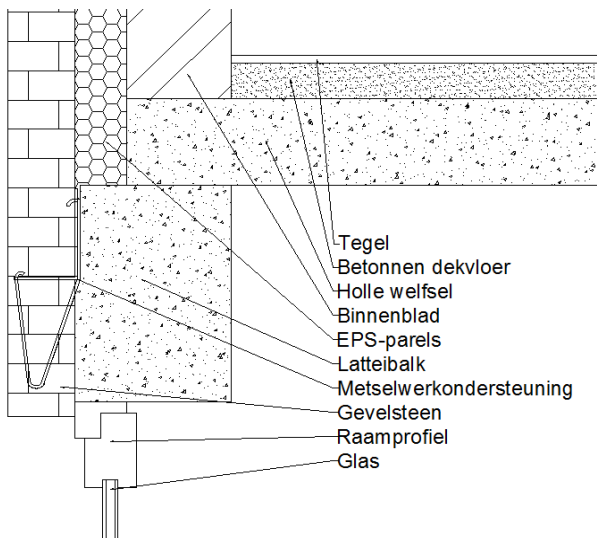 Tegel
Betonnen dekvloer
Holle welfsel
Binnenblad
EPS-parels
Latteibalk
Metselwerkondersteuning
Gevelsteen
Raamprofiel
Glas